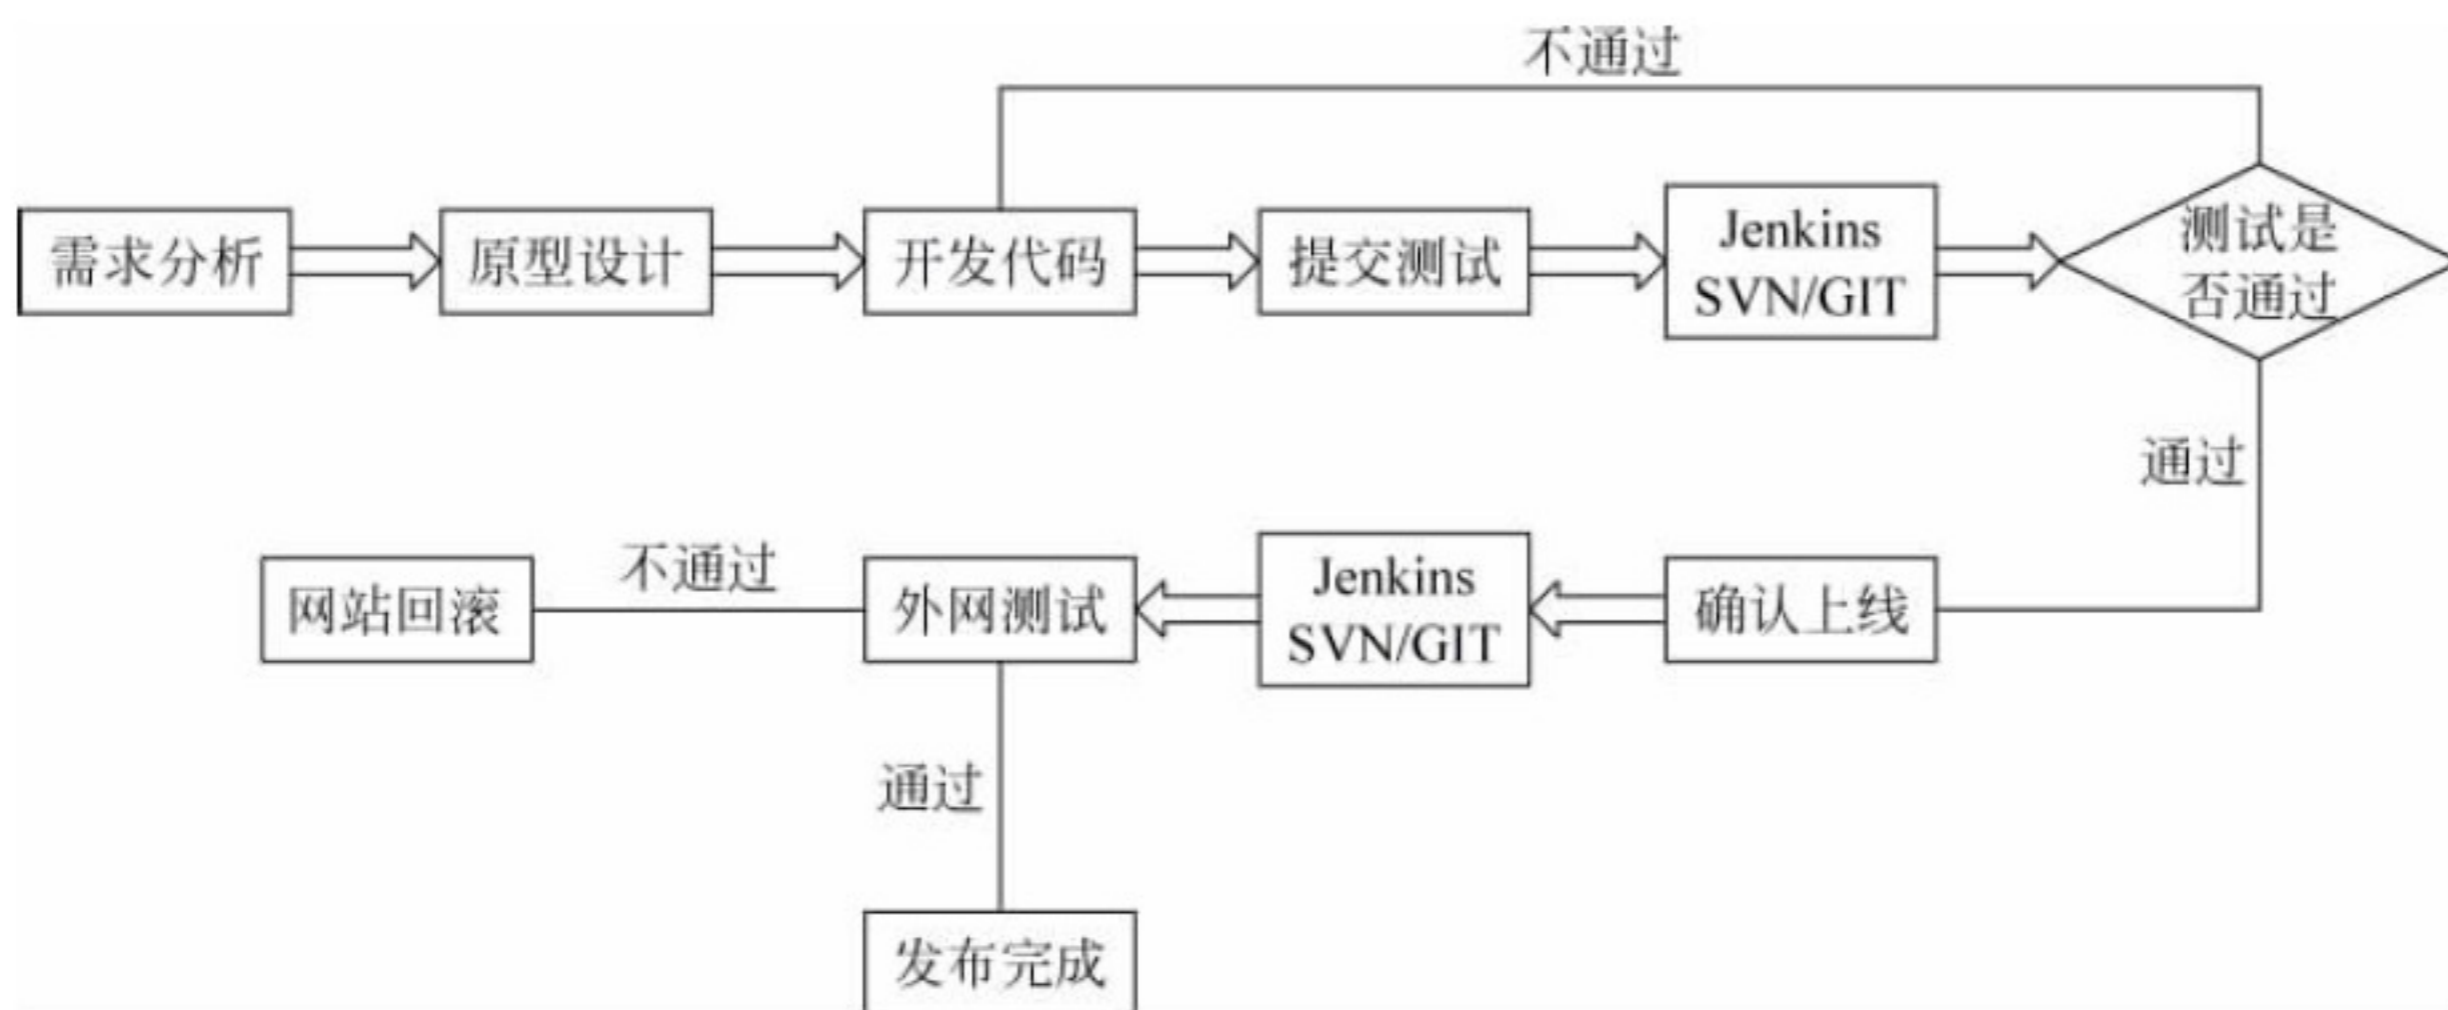 不通过
需求分析
原型设计
开发代码
提交测试
Jenkins
SVN/GIT
测试是
否通过
通过
网站回滚
不通过
外网测试
Jenkins
SVN/GIT
确认上线
通过
发布完成